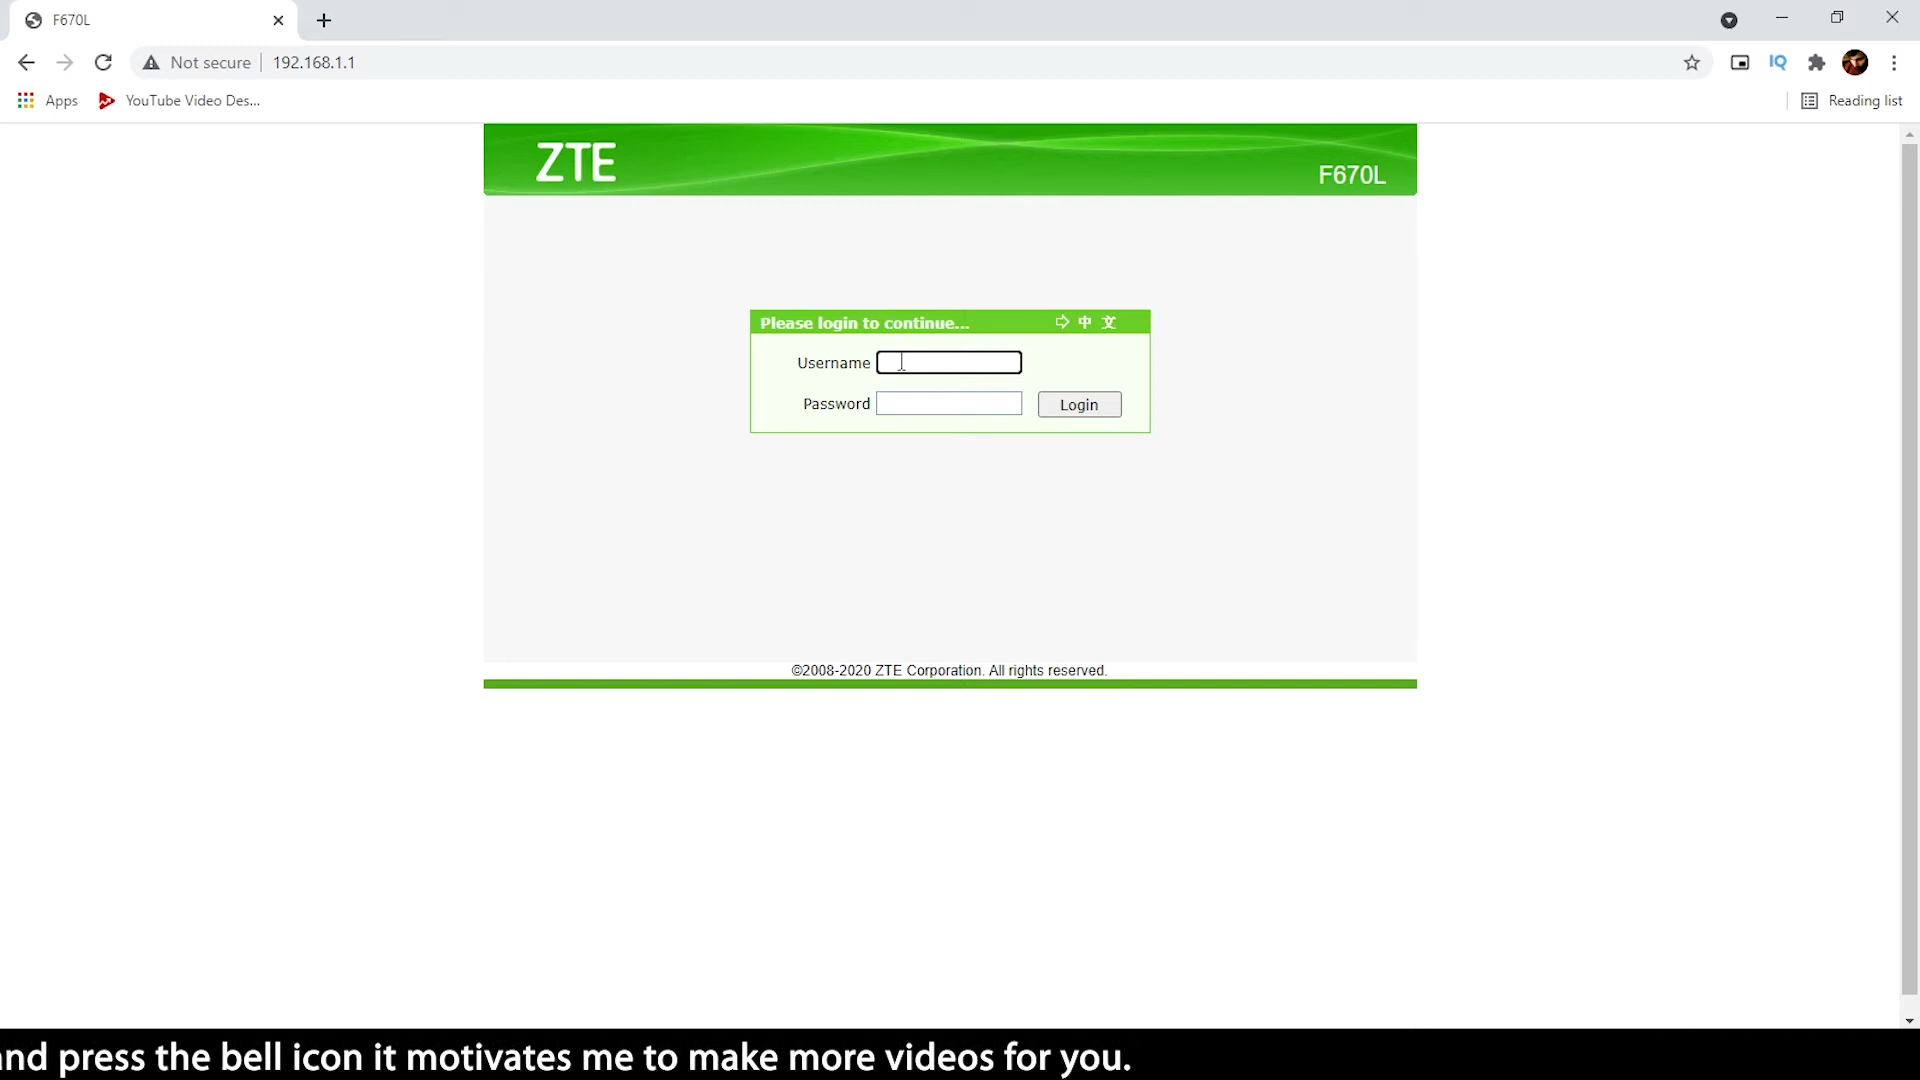 F670L
Not secure 192.168.1.1
IQ
Apps YouTube Video Des... Reading list
ZTE
F670L
Please login to continue... ⇨ 中 文
Username
Password Login
©2008-2020 ZTE Corporation. All rights reserved.
and press the bell icon it motivates me to make more videos for you.